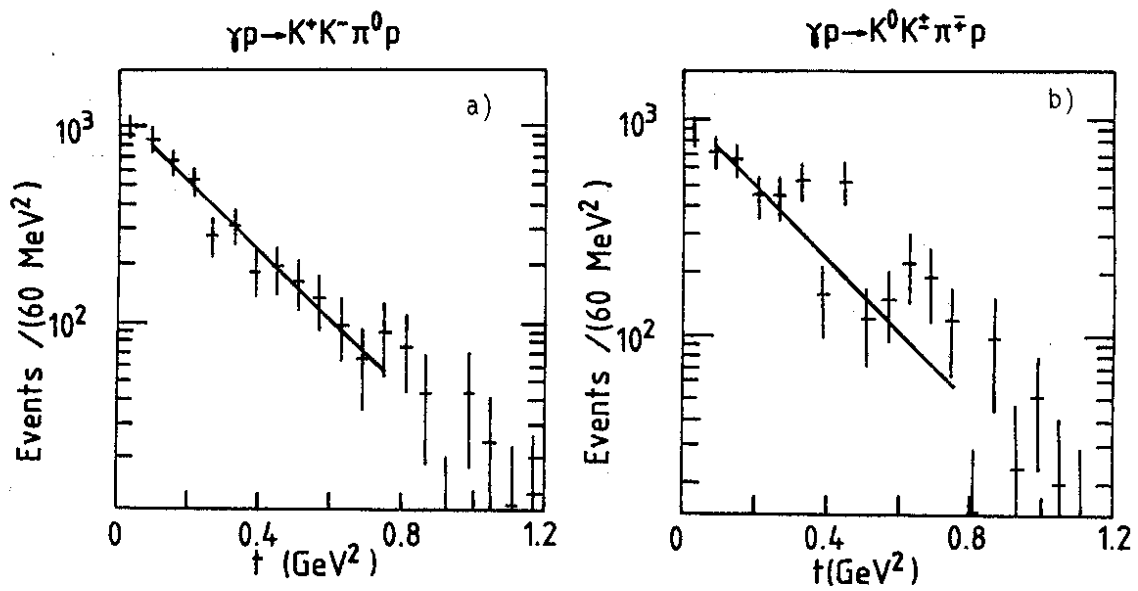 γp→K⁺K⁻π⁰p
γp→K⁰K±π∓p
a)
b)
10³
10²
Events /(60 MeV²)
0
0.4
0.8
1.2
t (GeV²)
10³
10²
Events /(60 MeV²)
0
0.4
0.8
1.2
t(GeV²)